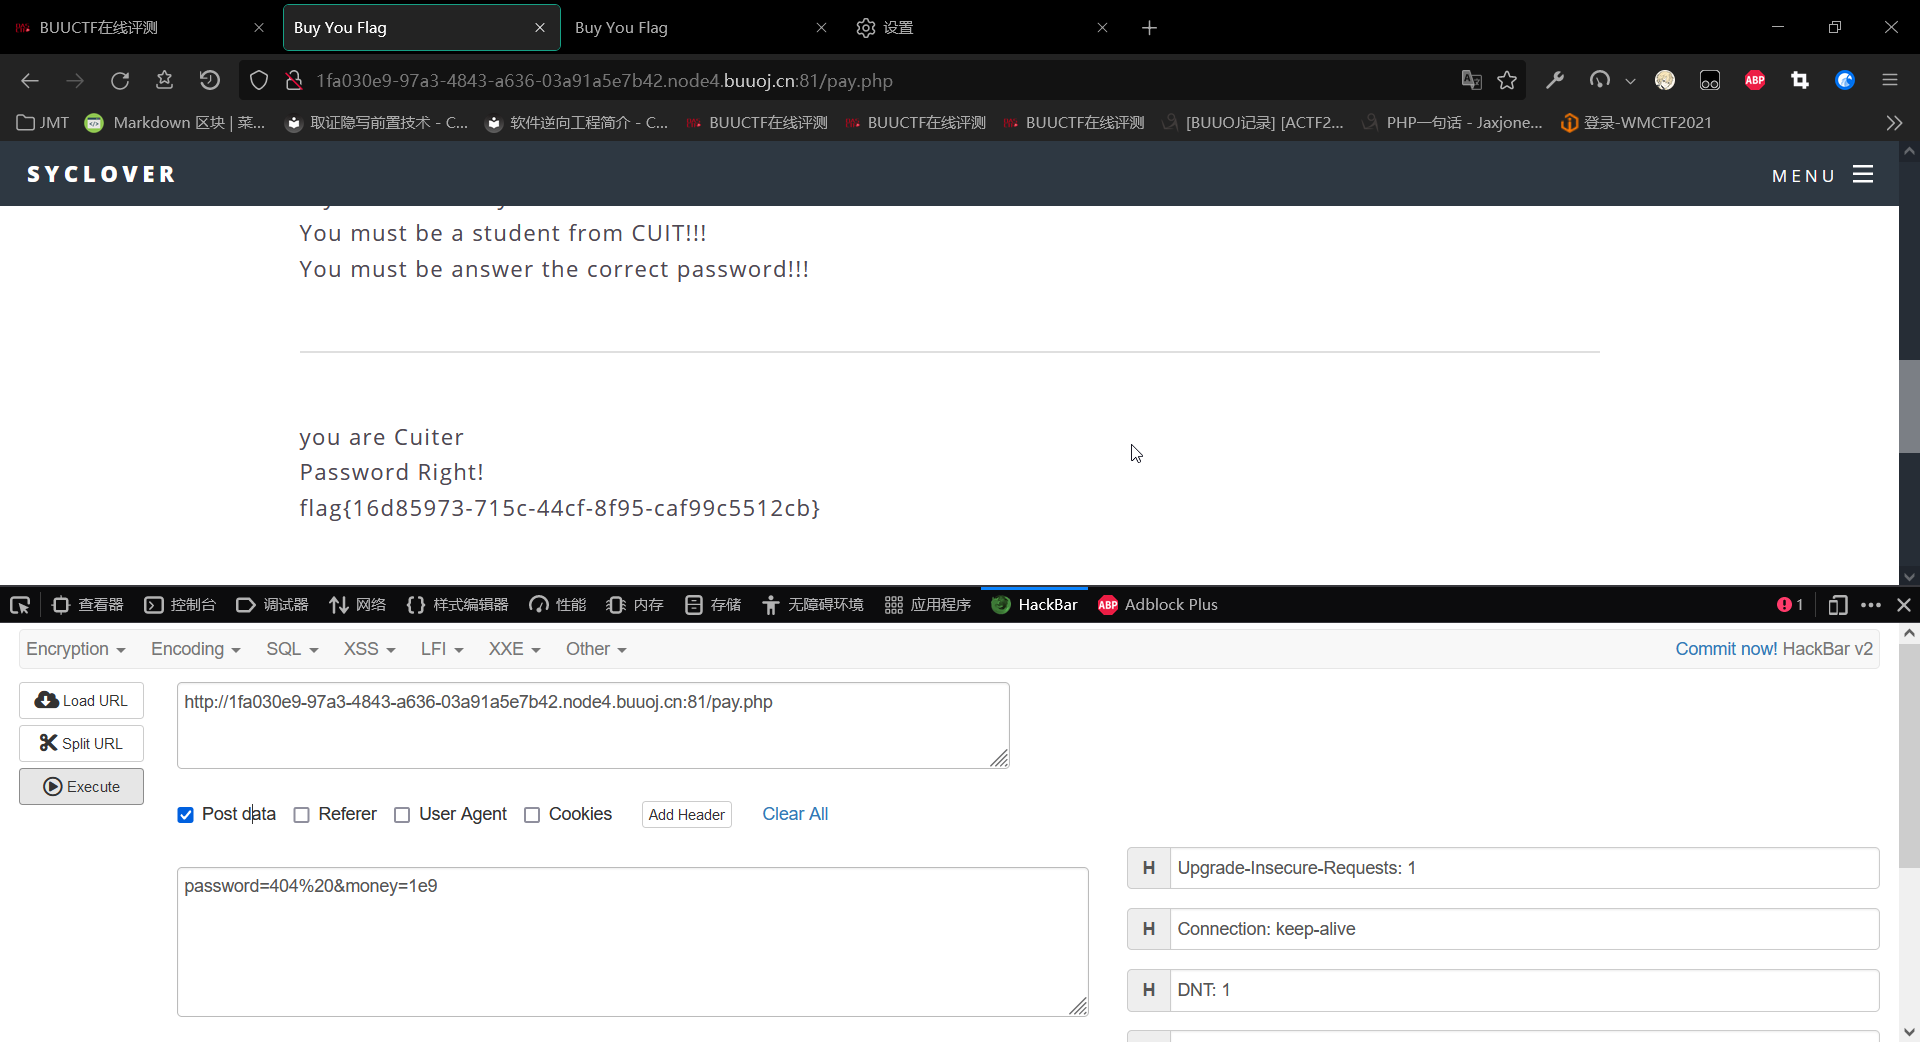 BUUCTF在线评测
Buy You Flag
Buy You Flag
设置
1fa030e9-97a3-4843-a636-03a91a5e7b42.node4.buuoj.cn:81/pay.php
JMT
Markdown 区块 | 菜...
取证隐写前置技术 - C...
软件逆向工程简介 - C...
BUUCTF在线评测
BUUCTF在线评测
BUUCTF在线评测
[BUUOJ记录] [ACTF2...
PHP一句话 - Jaxjone...
登录-WMCTF2021
SYCLOVER
MENU
You must be a student from CUIT!!!
You must be answer the correct password!!!
you are Cuiter
Password Right!
flag{16d85973-715c-44cf-8f95-caf99c5512cb}
查看器
控制台
调试器
网络
样式编辑器
性能
内存
存储
无障碍环境
应用程序
HackBar
ABP Adblock Plus
1
Encryption
Encoding
SQL
XSS
LFI
XXE
Other
Commit now! HackBar v2
Load URL
http://1fa030e9-97a3-4843-a636-03a91a5e7b42.node4.buuoj.cn:81/pay.php
Split URL
Execute
Post data
Referer
User Agent
Cookies
Add Header
Clear All
password=404%20&money=1e9
H Upgrade-Insecure-Requests: 1
H Connection: keep-alive
H DNT: 1